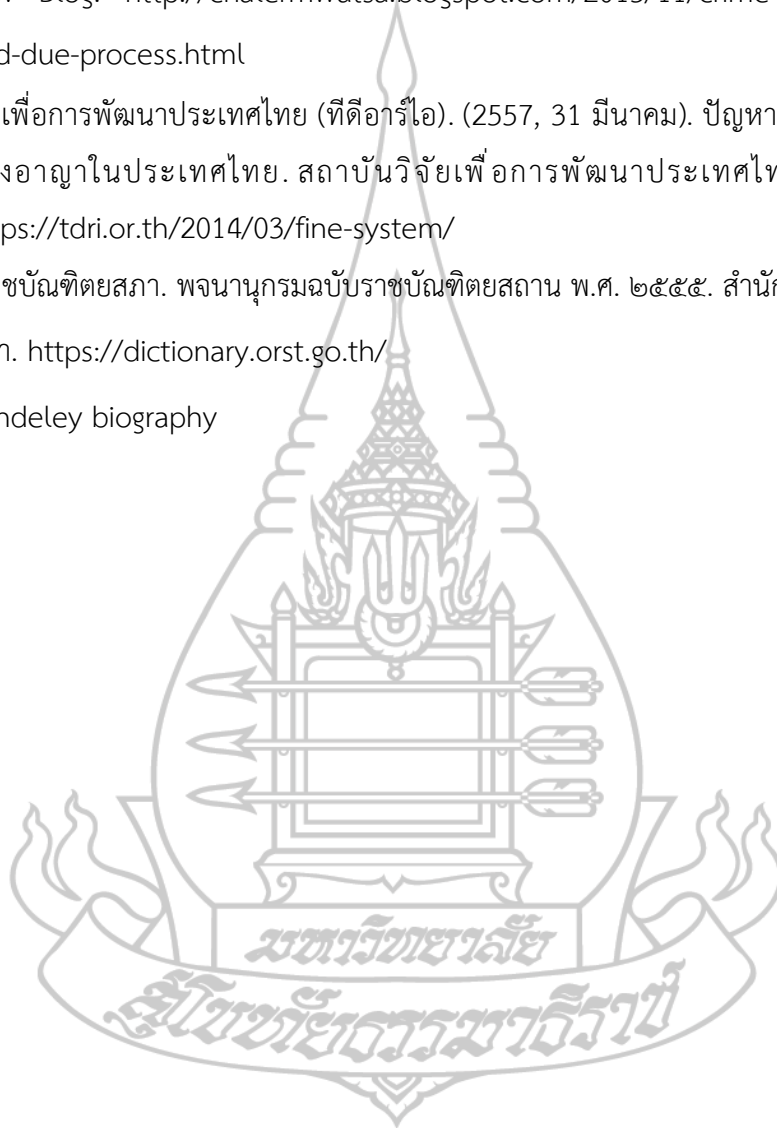 Blog. http://chalermwutsa.blogspot.com/2015/11/crime-
d-due-process.html
เพื่อการพัฒนาประเทศไทย (ทีดีอาร์ไอ). (2557, 31 มีนาคม). ปัญหา
งอาญาในประเทศไทย. สถาบันวิจัยเพื่อการพัฒนาประเทศไท
ps://tdri.or.th/2014/03/fine-system/
ชบัณฑิตยสภา. พจนานุกรมฉบับราชบัณฑิตยสถาน พ.ศ. ๒๕๕๕. สำนัก
า. https://dictionary.orst.go.th/
ndeley biography
มหาวิทยาลัย
สุโขทัยธรรมาธิราช